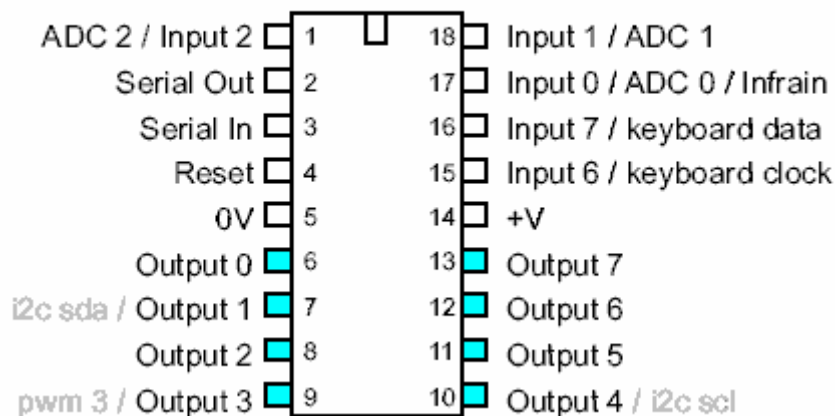 ADC 2 / Input 2 1 18 Input 1 / ADC 1
Serial Out 2 17 Input 0 / ADC 0 / Infrain
Serial In 3 16 Input 7 / keyboard data
Reset 4 15 Input 6 / keyboard clock
0V 5 14 +V
Output 0 6 13 Output 7
i2c sda / Output 1 7 12 Output 6
Output 2 8 11 Output 5
pwm 3 / Output 3 9 10 Output 4 / i2c scl